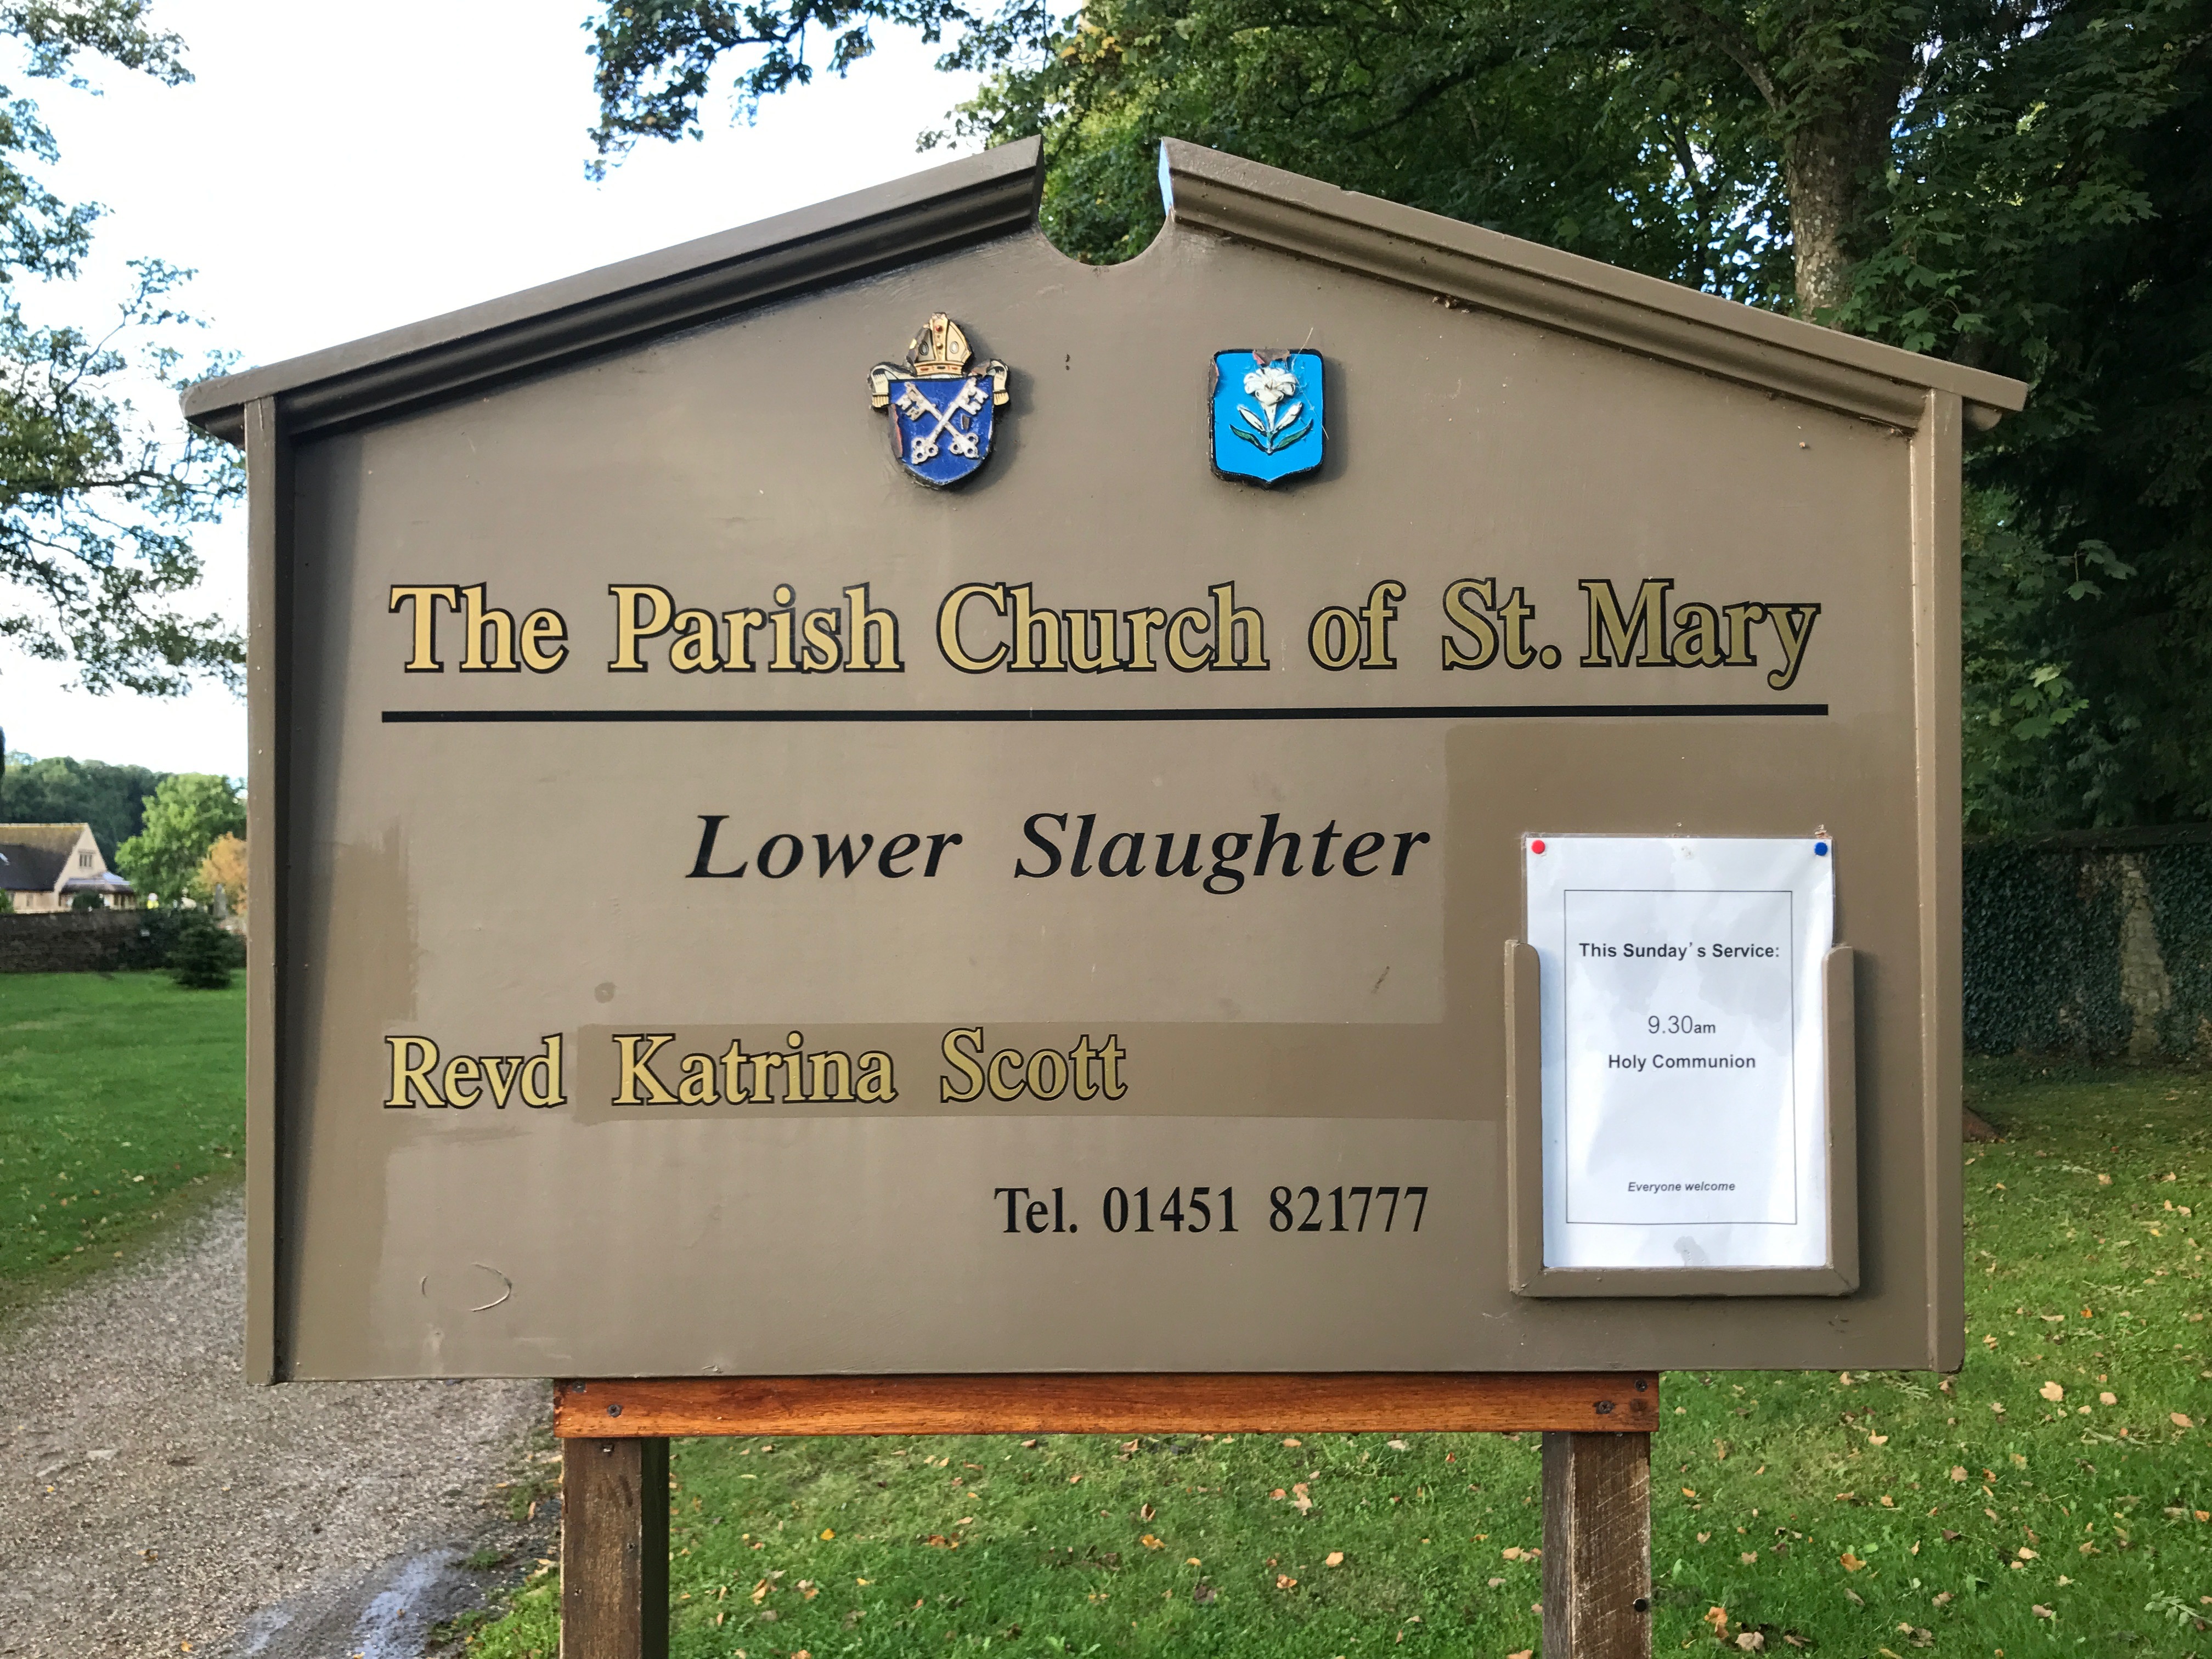 The Parish Church of St. Mary
Lower Slaughter
Revd Katrina Scott
Tel. 01451 821777
This Sunday's Service:
9.30am
Holy Communion
Everyone welcome